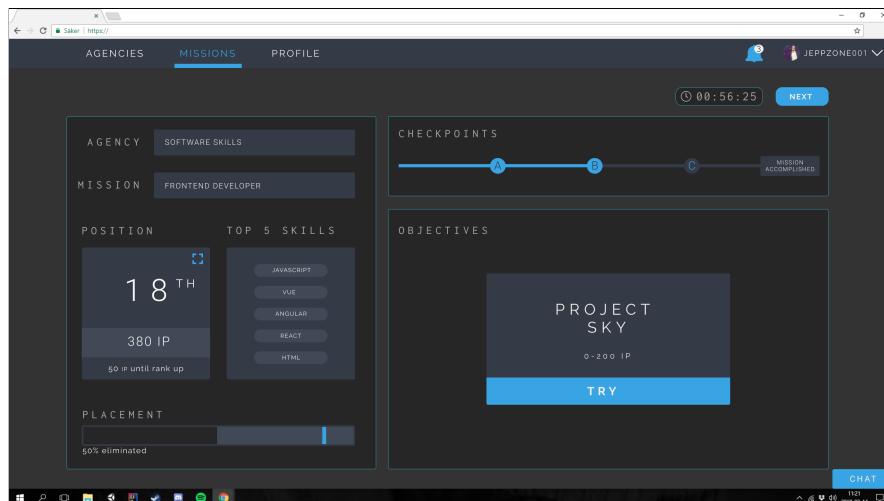 Säker | https://
AGENCIES
MISSIONS
PROFILE
3
JEPPZONE001
00:56:25
NEXT
AGENCY
SOFTWARE SKILLS
MISSION
FRONTEND DEVELOPER
POSITION
18TH
380 IP
50 IP until rank up
TOP 5 SKILLS
JAVASCRIPT
VUE
ANGULAR
REACT
HTML
PLACEMENT
50% eliminated
CHECKPOINTS
A
B
C
MISSION
ACCOMPLISHED
OBJECTIVES
PROJECT
SKY
0-200 IP
TRY
CHAT
11:21